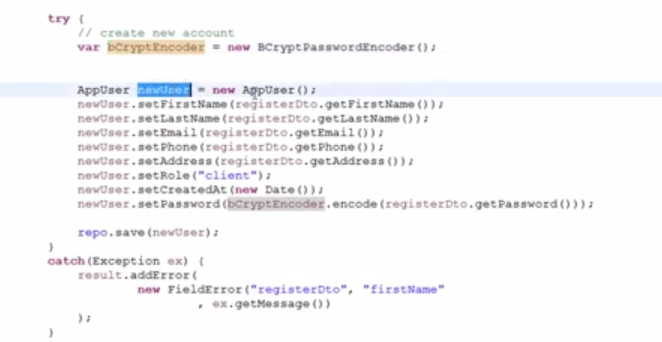 try {
// create new account
var bCryptEncoder = new BCryptPasswordEncoder();
AppUser newUser = new AppUser();
newUser.setFirstName(registerDto.getFirstName());
newUser.setLastName(registerDto.getLastName());
newUser.setEmail(registerDto.getEmail());
newUser.setPhone(registerDto.getPhone());
newUser.setAddress(registerDto.getAddress());
newUser.setRole("client");
newUser.setCreatedAt(new Date());
newUser.setPassword(bCryptEncoder.encode(registerDto.getPassword()));
repo.save(newUser);
}
catch(Exception ex) {
result.addError(
new FieldError("registerDto", "firstName"
, ex.getMessage())
);
}